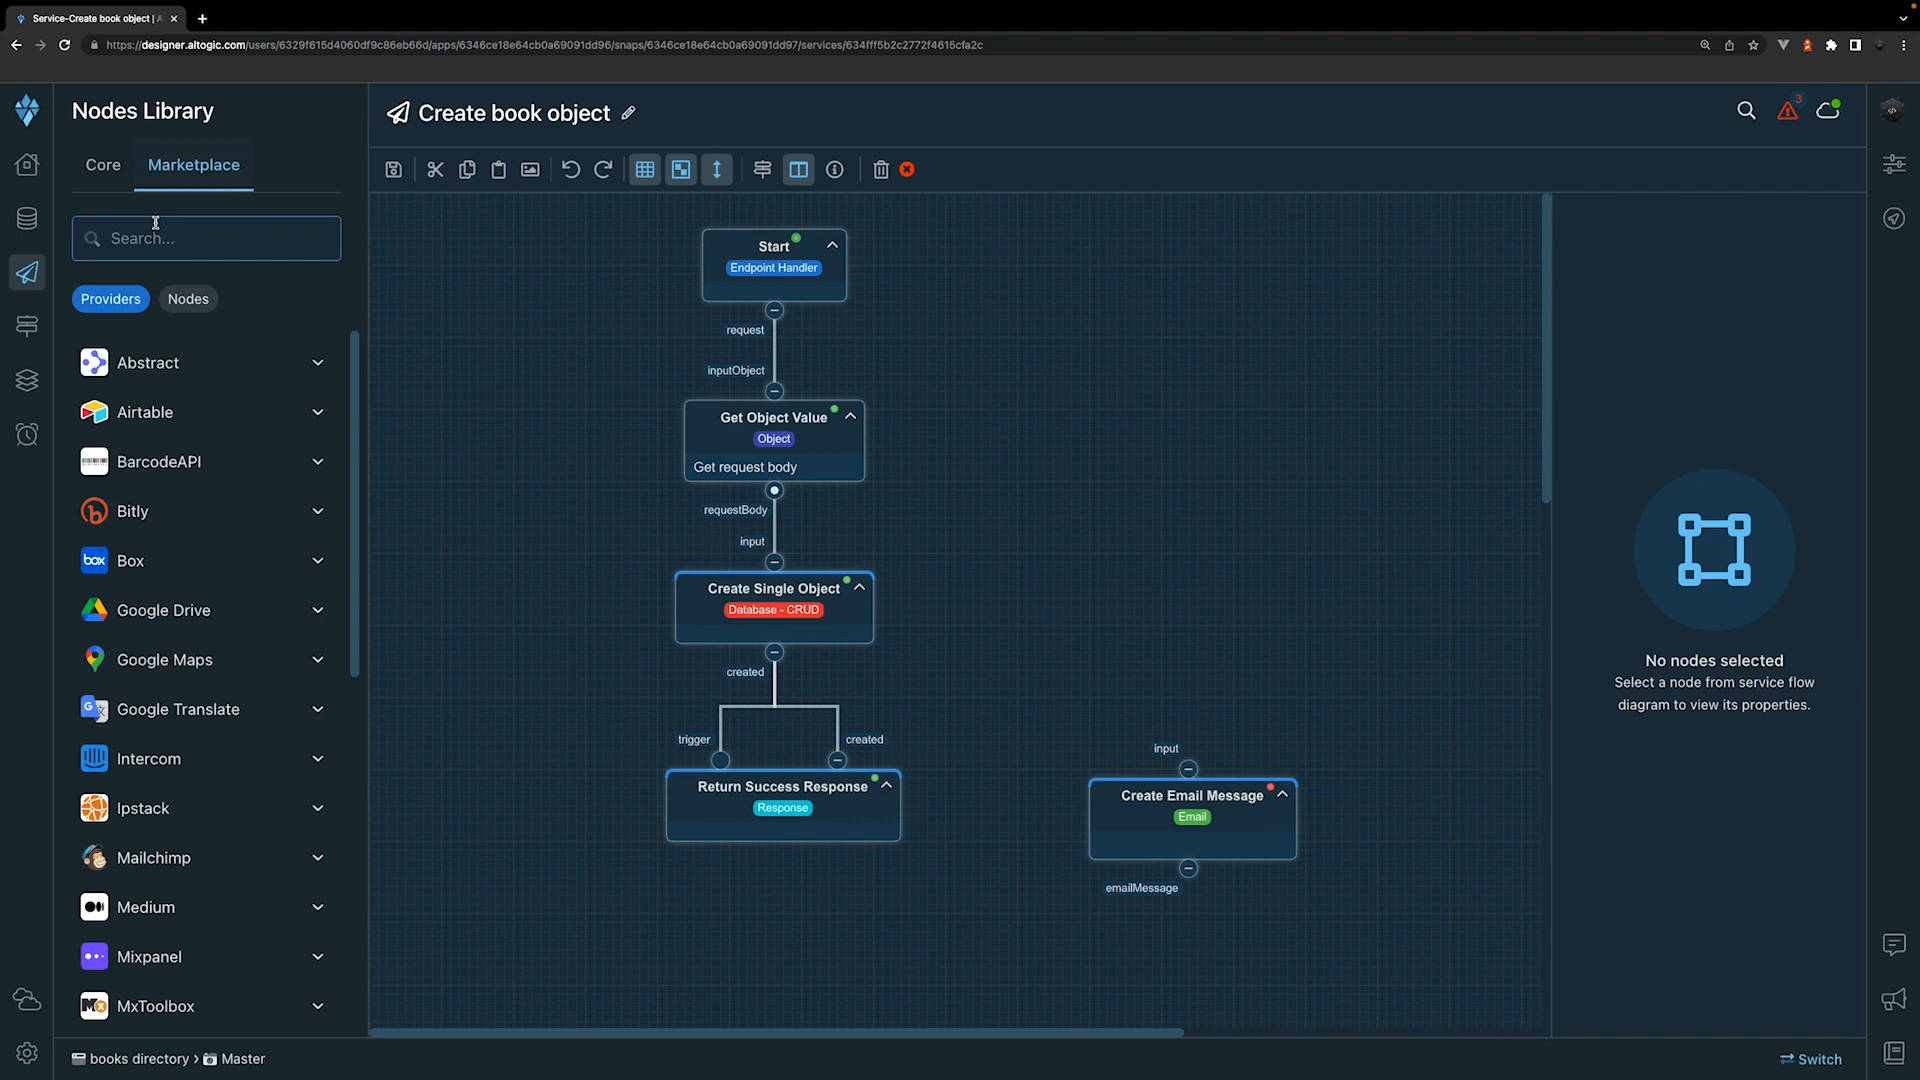 Service-Create book object | A
https://designer.altogic.com/users/6329f615d4060df9c86eb66d/apps/6346ce18e64cb0a69091dd96/snaps/6346ce18e64cb0a69091dd97/services/634fff5b2c2772f4615cfa2c
Nodes Library
Core
Marketplace
Search...
Providers
Nodes
Abstract
Airtable
BarcodeAPI
Bitly
box
Box
Google Drive
Google Maps
Google Translate
Intercom
Ipstack
Mailchimp
Medium
Mixpanel
MxToolbox
Create book object
3
Start
Endpoint Handler
request
inputObject
Get Object Value
Object
Get request body
requestBody
input
Create Single Object
Database - CRUD
created
trigger
created
Return Success Response
Response
input
Create Email Message
Email
emailMessage
No nodes selected
Select a node from service flow
diagram to view its properties.
books directory > Master
Switch